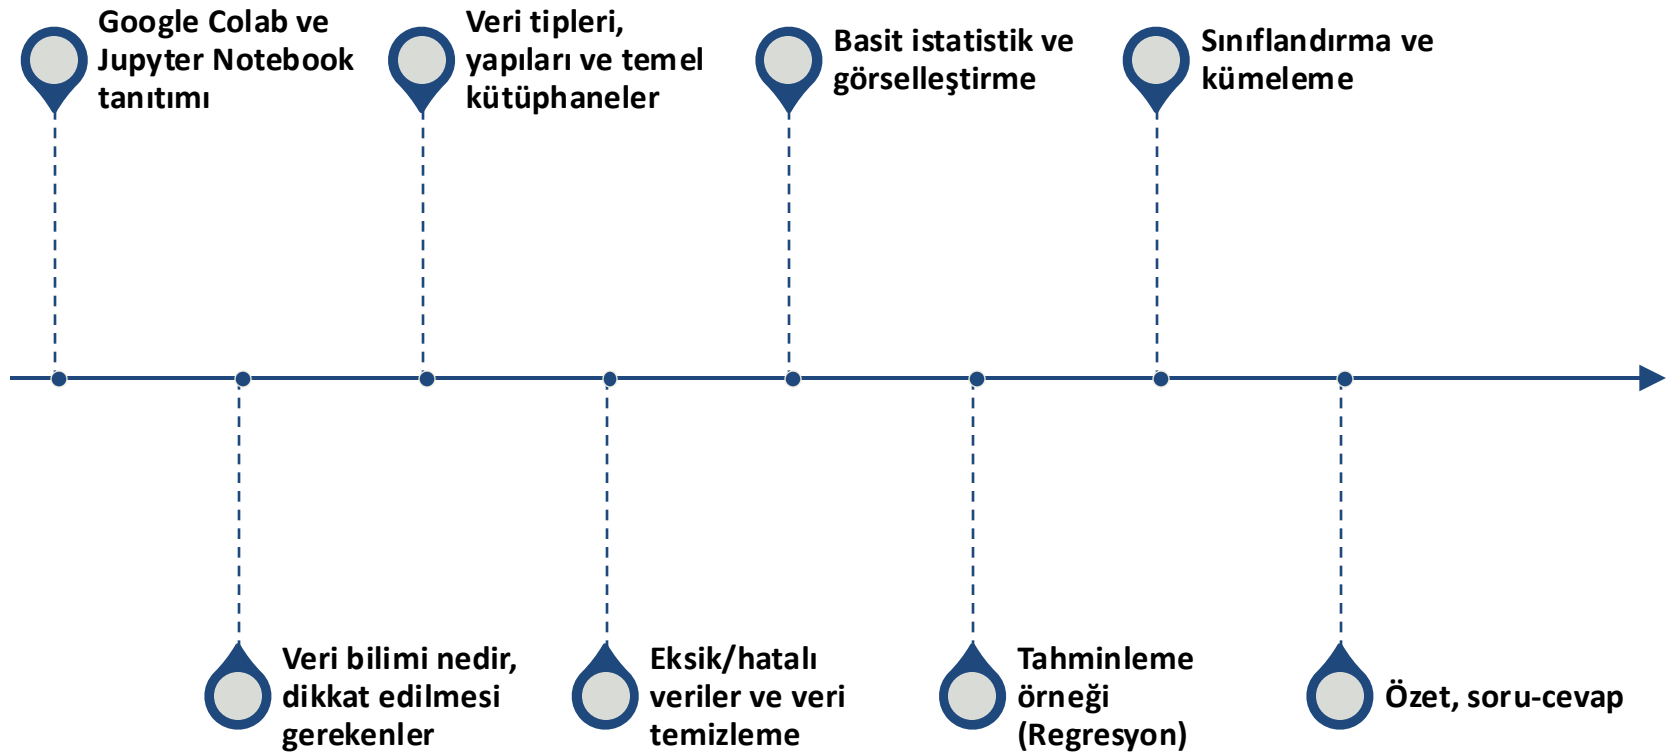 Google Colab ve
Jupyter Notebook
tanıtımı
Veri tipleri,
yapıları ve temel
kütüphaneler
Basit istatistik ve
görselleştirme
Sınıflandırma ve
kümeleme
Veri bilimi nedir,
dikkat edilmesi
gerekenler
Eksik/hatalı
veriler ve veri
temizleme
Tahminleme
örneği
(Regresyon)
Özet, soru-cevap